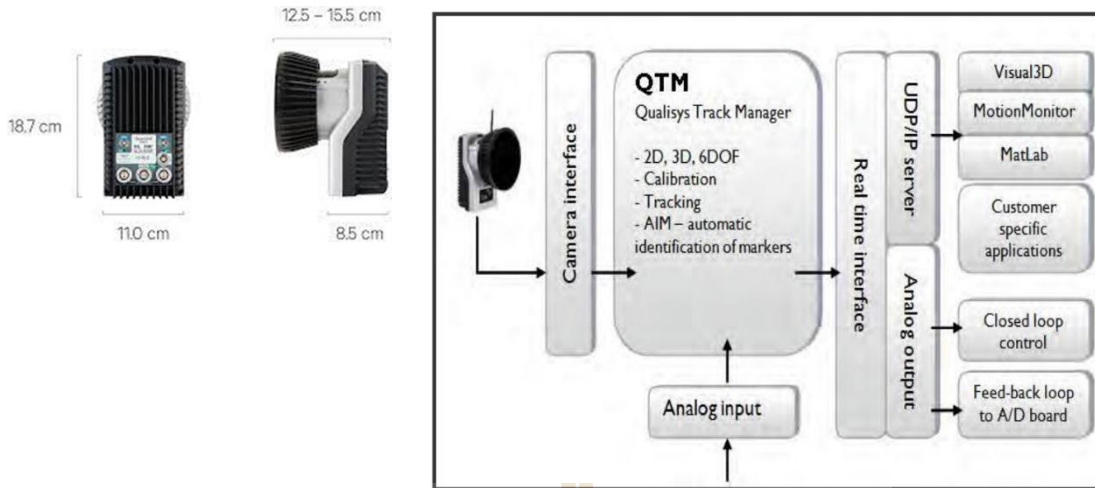 12.5 – 15.5 cm
18.7 cm
11.0 cm
8.5 cm
Camera interface
QTM
Qualisys Track Manager
- 2D, 3D, 6DOF
- Calibration
- Tracking
- AIM – automatic
identification of markers
Analog input
Real time interface
UDP/IP server
Analog output
Visual3D
MotionMonitor
MatLab
Customer
specific
applications
Closed loop
control
Feed-back loop
to A/D board